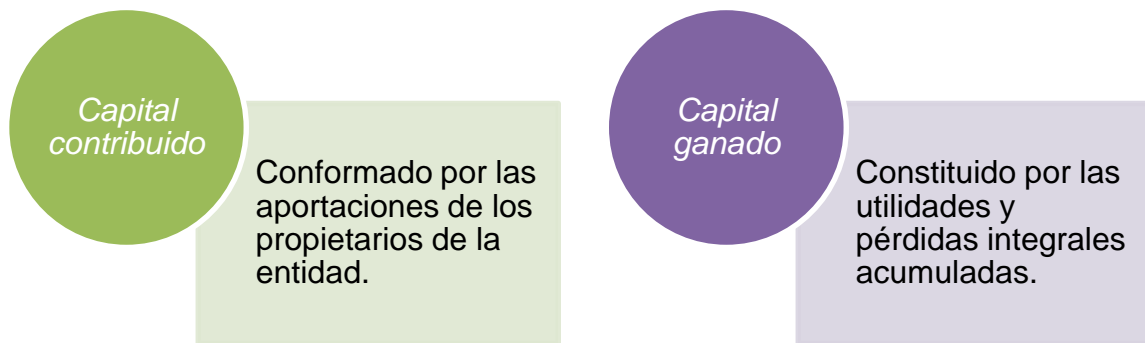 Capital
contribuido
Conformado por las
aportaciones de los
propietarios de la
entidad.
Capital
ganado
Constituido por las
utilidades y
pérdidas integrales
acumuladas.